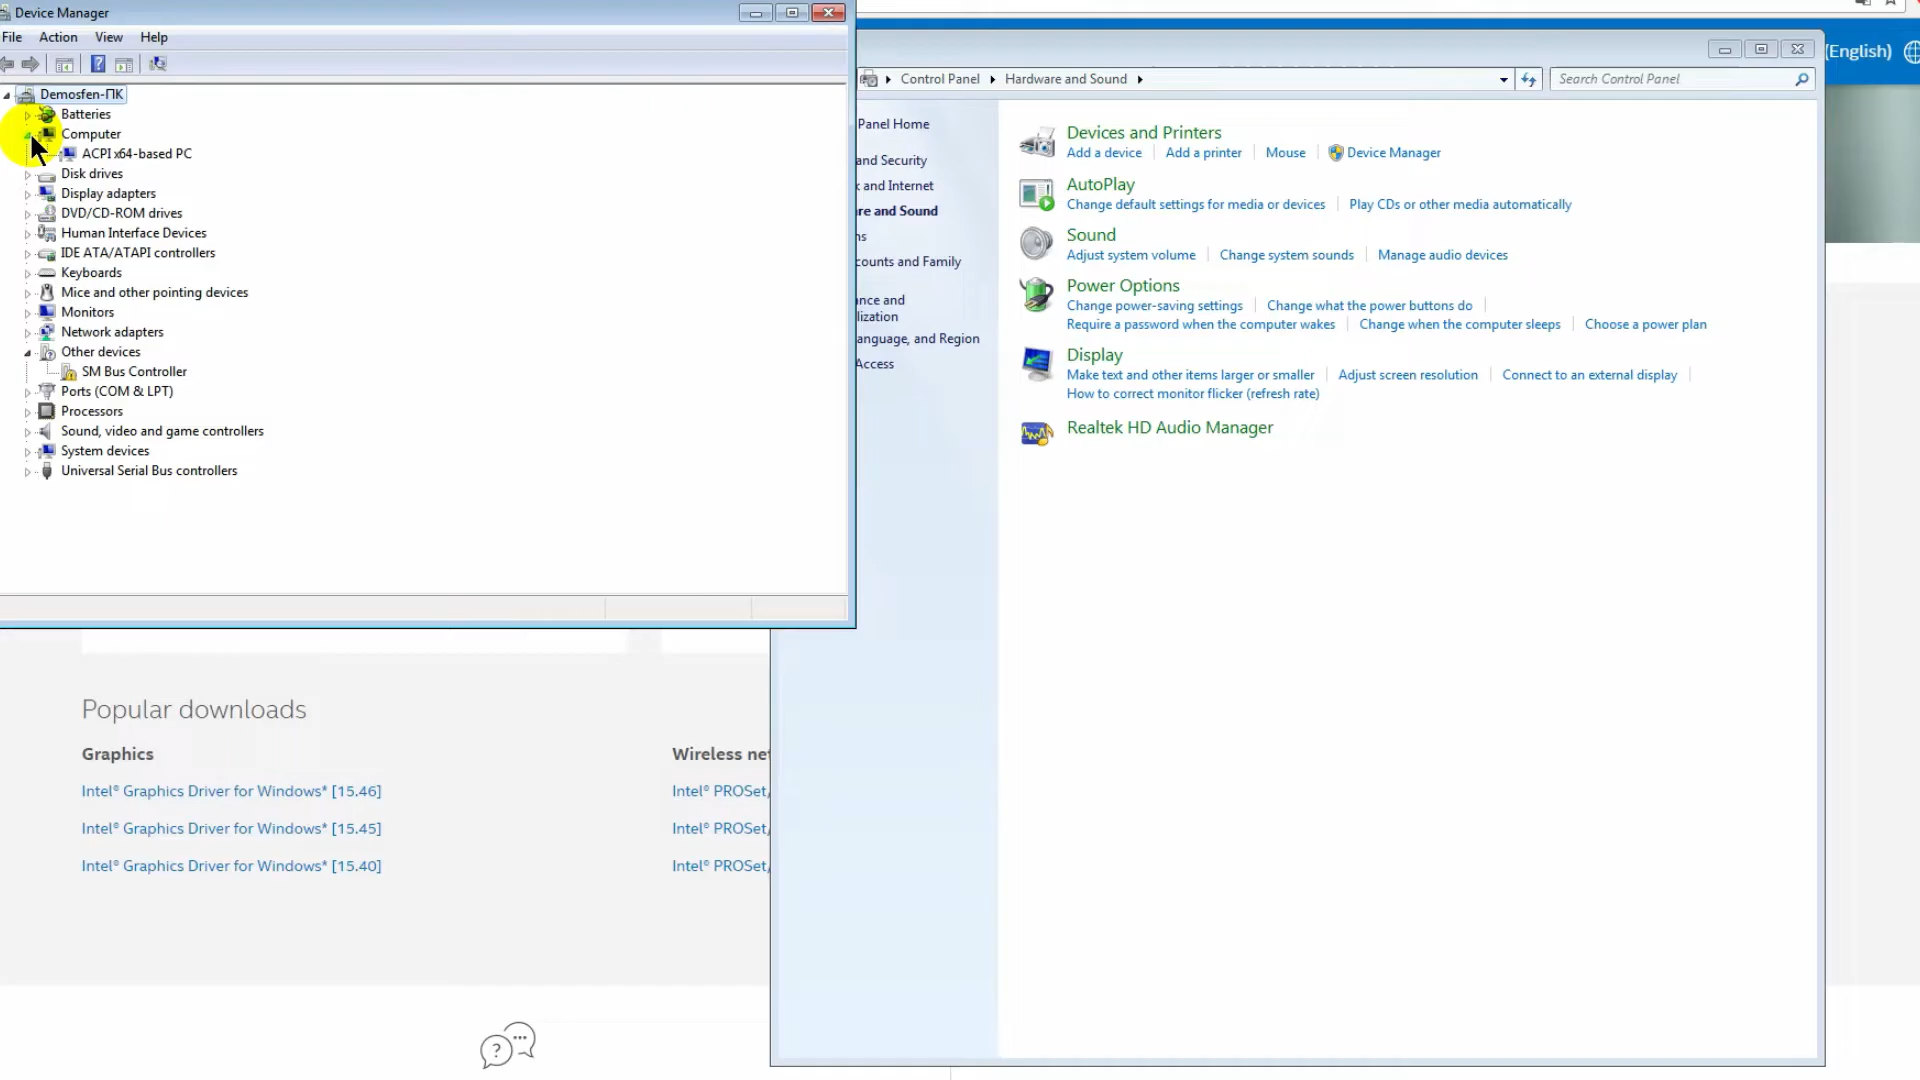 Device Manager
File Action View Help
Demosfen-ПК
Batteries
Computer
ACPI x64-based PC
Disk drives
Display adapters
DVD/CD-ROM drives
Human Interface Devices
IDE ATA/ATAPI controllers
Keyboards
Mice and other pointing devices
Monitors
Network adapters
Other devices
SM Bus Controller
Ports (COM & LPT)
Processors
Sound, video and game controllers
System devices
Universal Serial Bus controllers
(English)
Control Panel Hardware and Sound
Search Control Panel
Panel Home
and Security
and Internet
re and Sound
ns
counts and Family
ance and
lization
anguage, and Region
Access
Devices and Printers
Add a device Add a printer Mouse Device Manager
AutoPlay
Change default settings for media or devices Play CDs or other media automatically
Sound
Adjust system volume Change system sounds Manage audio devices
Power Options
Change power-saving settings Change what the power buttons do
Require a password when the computer wakes Change when the computer sleeps Choose a power plan
Display
Make text and other items larger or smaller Adjust screen resolution Connect to an external display
How to correct monitor flicker (refresh rate)
Realtek HD Audio Manager
Popular downloads
Graphics
Intel® Graphics Driver for Windows* [15.46]
Intel® Graphics Driver for Windows* [15.45]
Intel® Graphics Driver for Windows* [15.40]
Wireless net
Intel® PROSet/
Intel® PROSet/
Intel® PROSet/